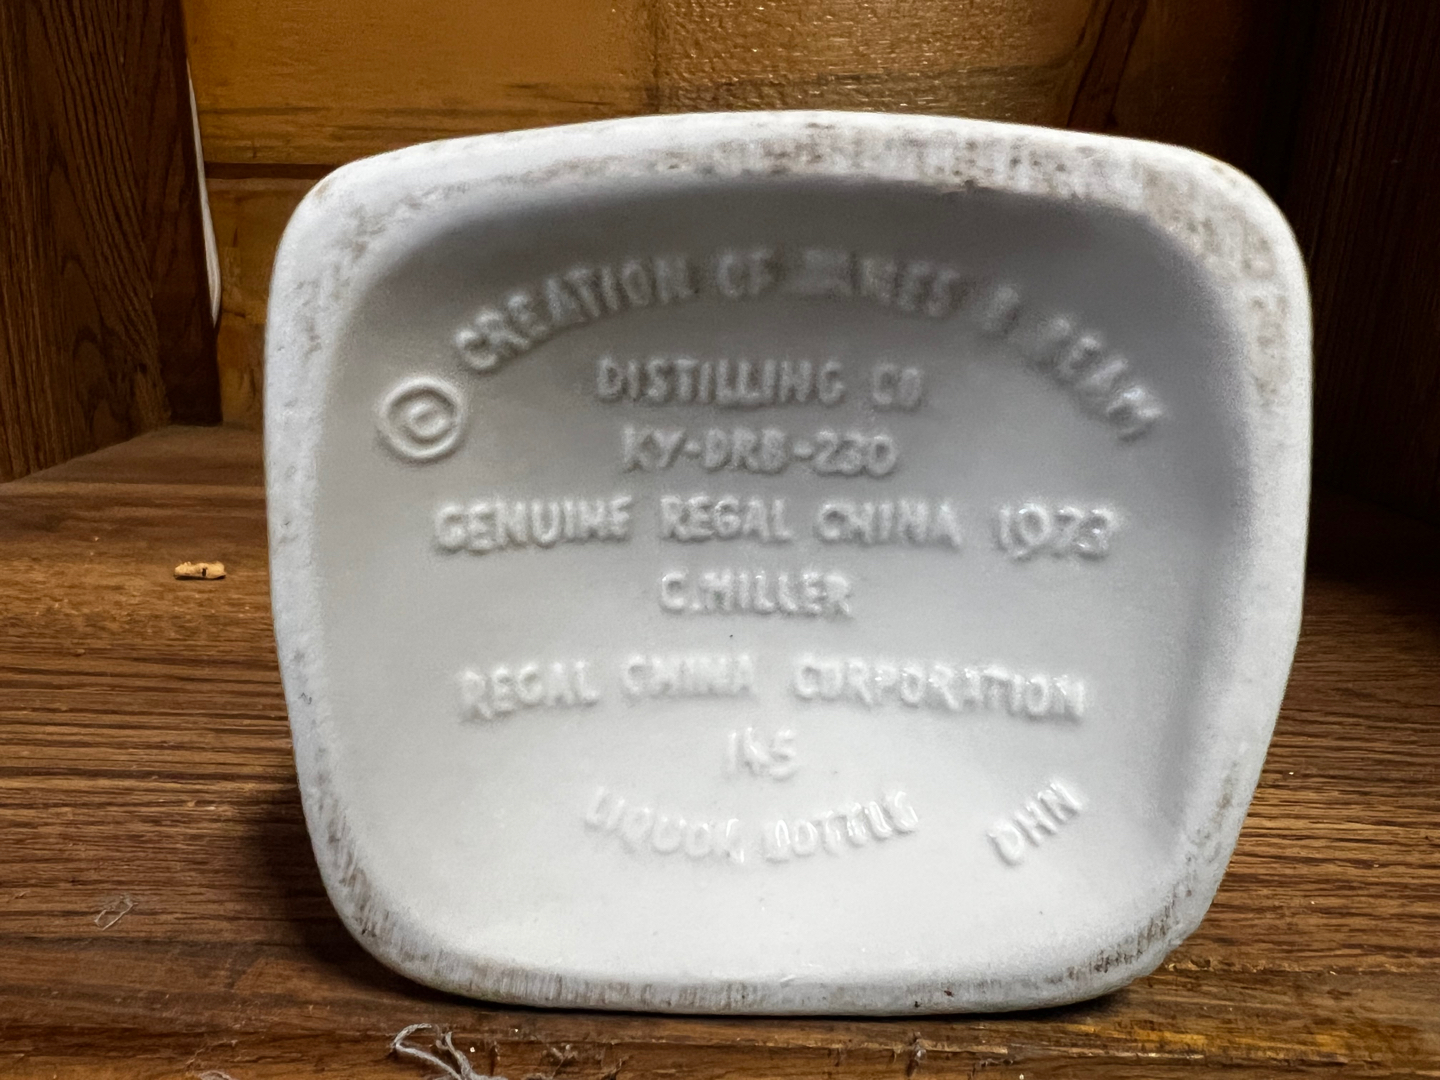 © CREATION OF JAMES B. BEAM
DISTILLING CO.
KY-DRB-230
GENUINE REGAL CHINA 1973
C.MILLER
REGAL CHINA CORPORATION
LIQUOR BOTTLE
DHN